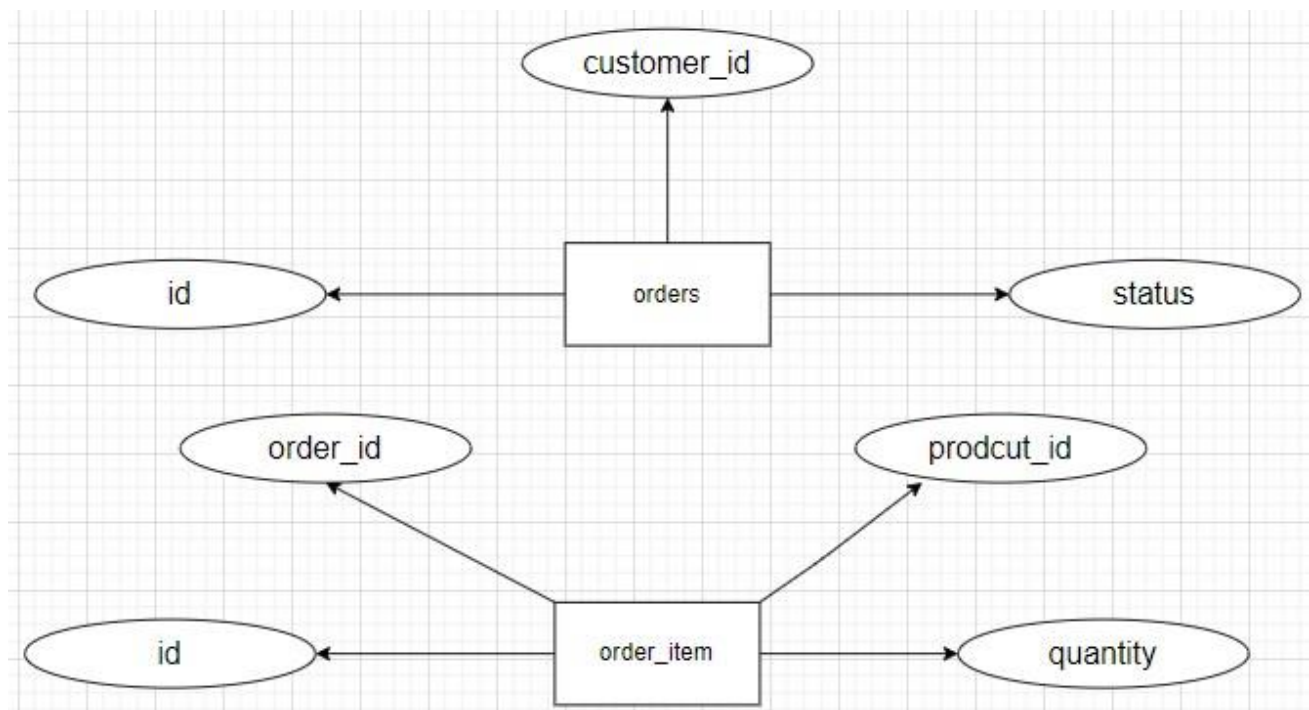 customer_id
id
orders
status
order_id
prodcut_id
id
order_item
quantity